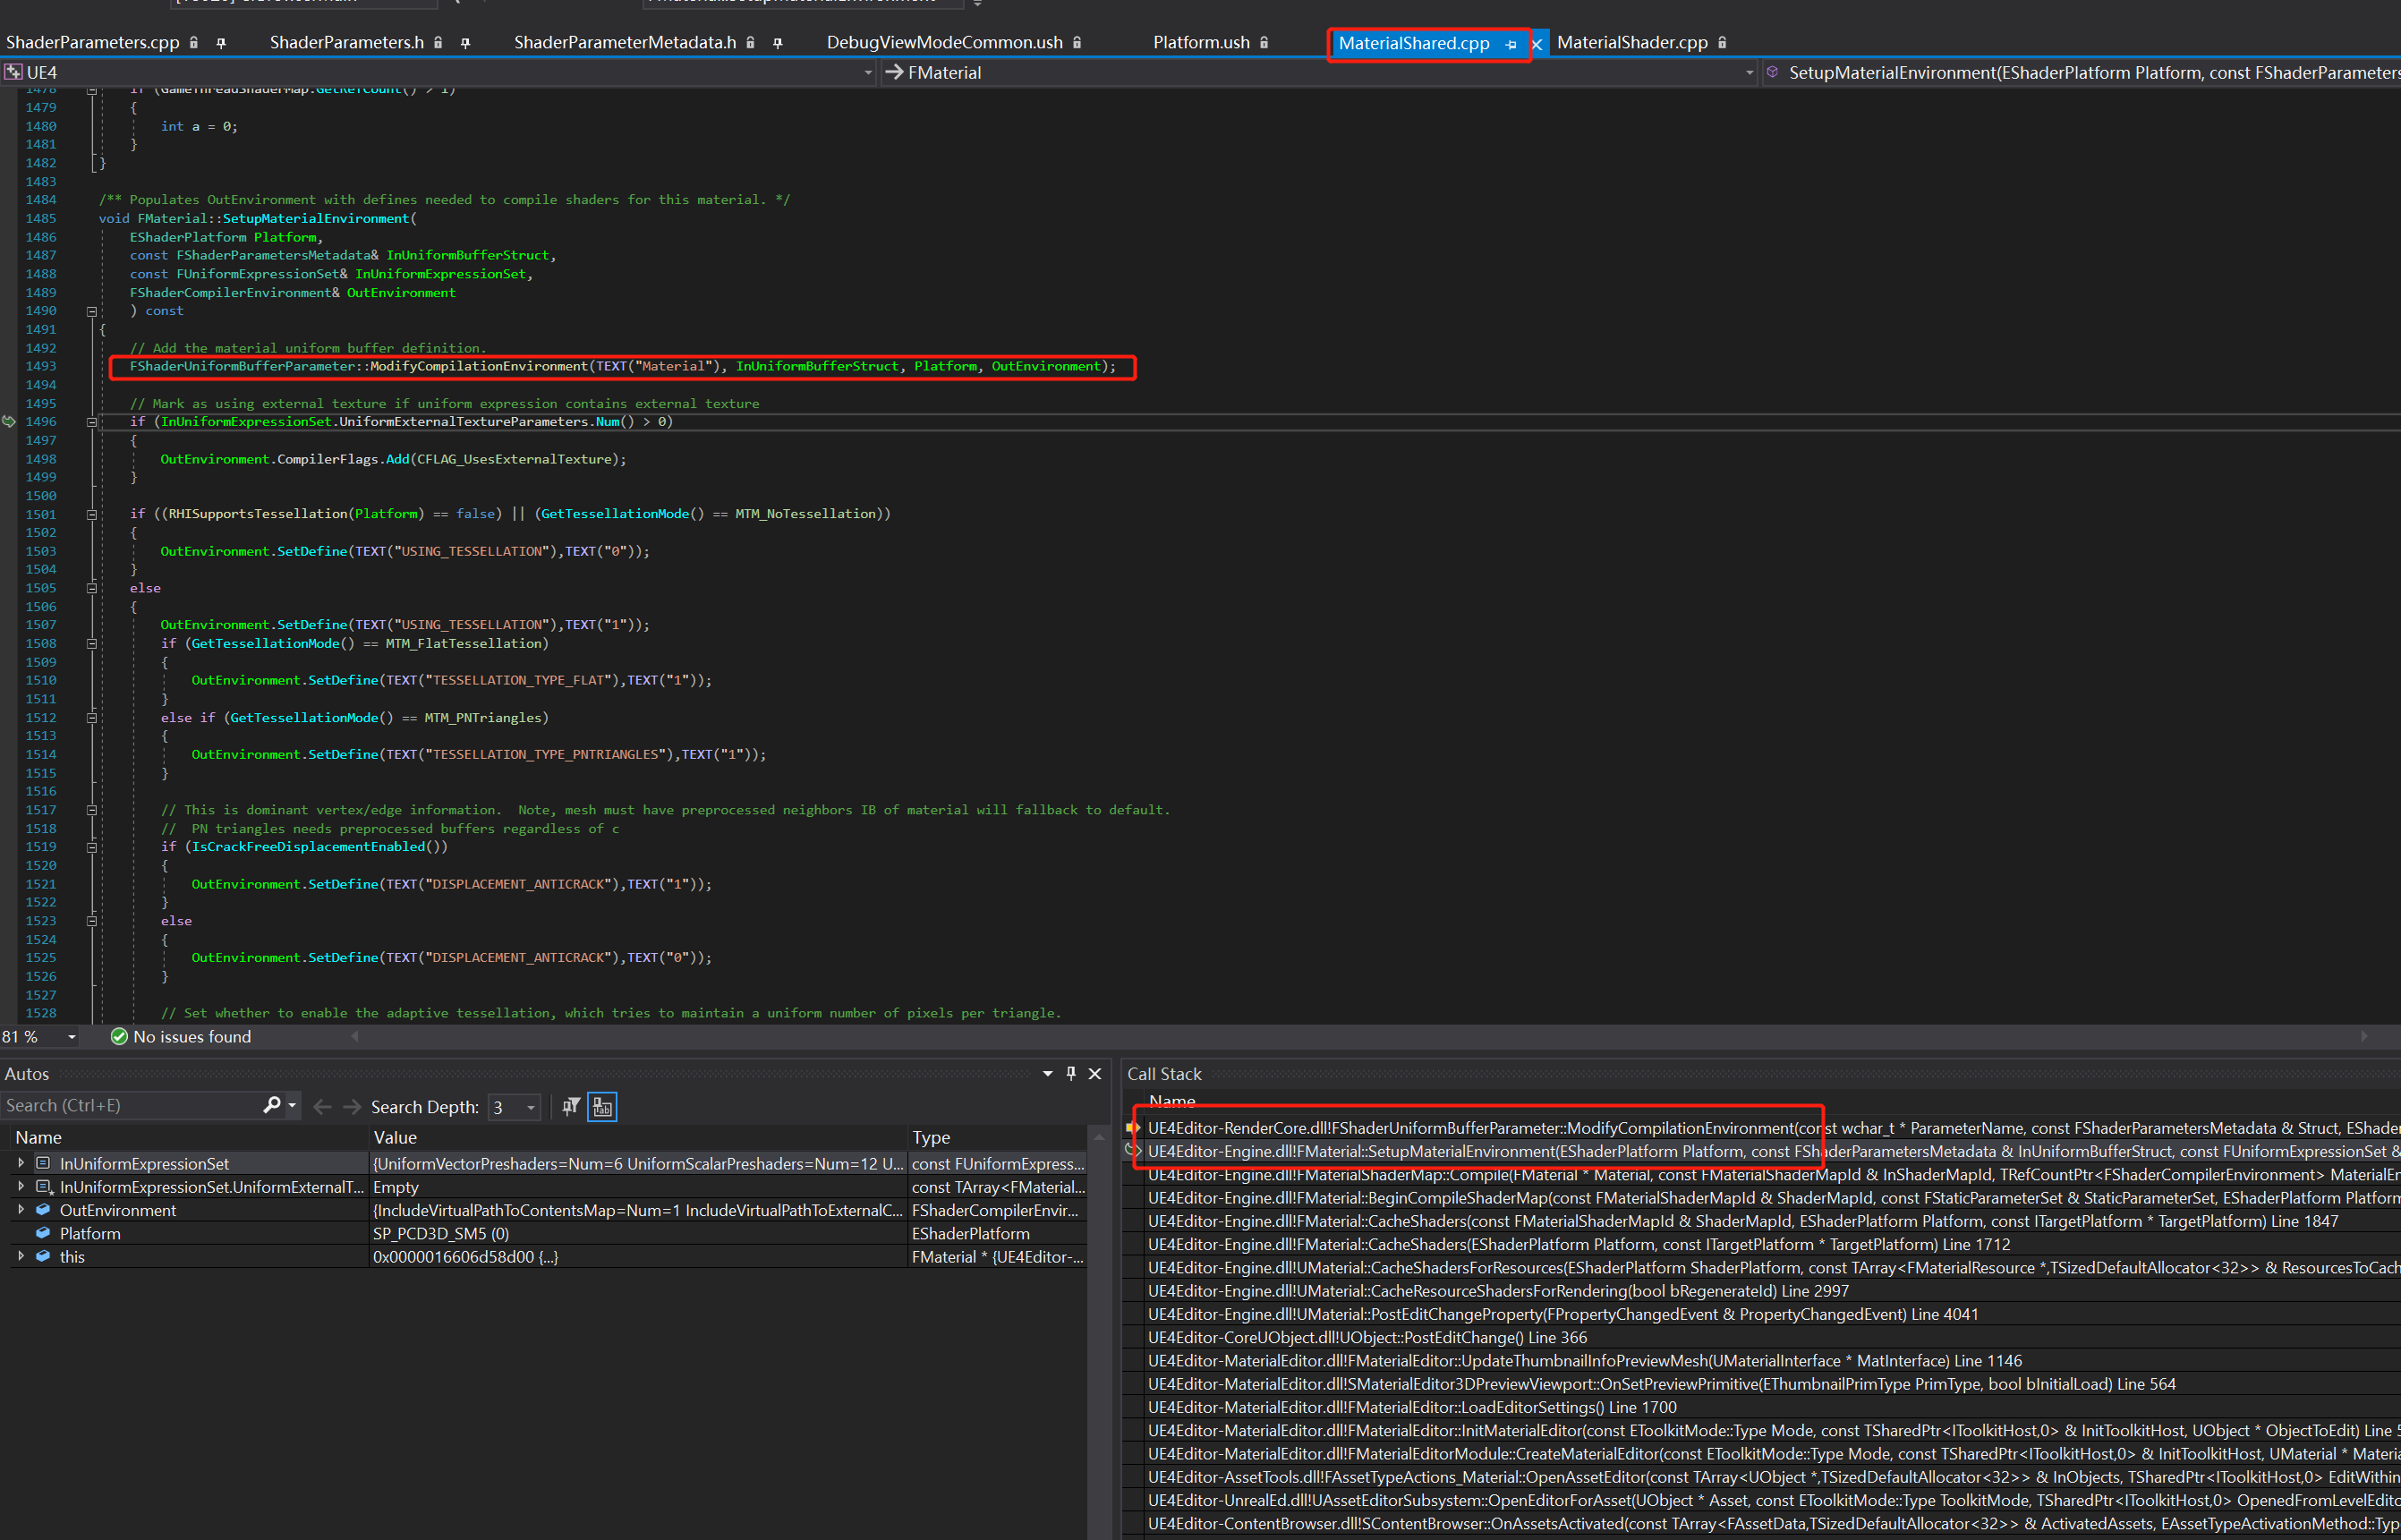 ShaderParameters.cpp ShaderParameters.h ShaderParameterMetadata.h DebugViewModeCommon.ush Platform.ush MaterialShared.cpp MaterialShader.cpp
UE4 FMaterial SetupMaterialEnvironment(EShaderPlatform Platform, const FShaderParameters
1478 if (GameThreadShaderMap.GetRefCount() > 1)
1479 {
1480 int a = 0;
1481 }
1482 }
1483
1484 /** Populates OutEnvironment with defines needed to compile shaders for this material. */
1485 void FMaterial::SetupMaterialEnvironment(
1486 EShaderPlatform Platform,
1487 const FShaderParametersMetadata& InUniformBufferStruct,
1488 const FUniformExpressionSet& InUniformExpressionSet,
1489 FShaderCompilerEnvironment& OutEnvironment
1490 ) const
1491 {
1492 // Add the material uniform buffer definition.
1493 FShaderUniformBufferParameter::ModifyCompilationEnvironment(TEXT("Material"), InUniformBufferStruct, Platform, OutEnvironment);
1494
1495 // Mark as using external texture if uniform expression contains external texture
1496 if (InUniformExpressionSet.UniformExternalTextureParameters.Num() > 0)
1497 {
1498 OutEnvironment.CompilerFlags.Add(CFLAG_UsesExternalTexture);
1499 }
1500
1501 if ((RHISupportsTessellation(Platform) == false) || (GetTessellationMode() == MTM_NoTessellation))
1502 {
1503 OutEnvironment.SetDefine(TEXT("USING_TESSELLATION"),TEXT("0"));
1504 }
1505 else
1506 {
1507 OutEnvironment.SetDefine(TEXT("USING_TESSELLATION"),TEXT("1"));
1508 if (GetTessellationMode() == MTM_FlatTessellation)
1509 {
1510 OutEnvironment.SetDefine(TEXT("TESSELLATION_TYPE_FLAT"),TEXT("1"));
1511 }
1512 else if (GetTessellationMode() == MTM_PNTriangles)
1513 {
1514 OutEnvironment.SetDefine(TEXT("TESSELLATION_TYPE_PNTRIANGLES"),TEXT("1"));
1515 }
1516
1517 // This is dominant vertex/edge information.  Note, mesh must have preprocessed neighbors IB of material will fallback to default.
1518 //  PN triangles needs preprocessed buffers regardless of c
1519 if (IsCrackFreeDisplacementEnabled())
1520 {
1521 OutEnvironment.SetDefine(TEXT("DISPLACEMENT_ANTICRACK"),TEXT("1"));
1522 }
1523 else
1524 {
1525 OutEnvironment.SetDefine(TEXT("DISPLACEMENT_ANTICRACK"),TEXT("0"));
1526 }
1527
1528 // Set whether to enable the adaptive tessellation, which tries to maintain a uniform number of pixels per triangle.
81 % No issues found
Autos
Search (Ctrl+E) Search Depth: 3
Name Value Type
InUniformExpressionSet {UniformVectorPreshaders=Num=6 UniformScalarPreshaders=Num=12 U... const FUniformExpress...
InUniformExpressionSet.UniformExternalT... Empty const TArray<FMaterial...
OutEnvironment {IncludeVirtualPathToContentsMap=Num=1 IncludeVirtualPathToExternalC... FShaderCompilerEnvir...
Platform SP_PCD3D_SM5 (0) EShaderPlatform
this 0x0000016606d58d00 {...} FMaterial * {UE4Editor-...
Call Stack
Name
UE4Editor-RenderCore.dll!FShaderUniformBufferParameter::ModifyCompilationEnvironment(const wchar_t * ParameterName, const FShaderParametersMetadata & Struct, EShader
UE4Editor-Engine.dll!FMaterial::SetupMaterialEnvironment(EShaderPlatform Platform, const FShaderParametersMetadata & InUniformBufferStruct, const FUniformExpressionSet &
UE4Editor-Engine.dll!FMaterialShaderMap::Compile(FMaterial * Material, const FMaterialShaderMapId & InShaderMapId, TRefCountPtr<FShaderCompilerEnvironment> MaterialEn
UE4Editor-Engine.dll!FMaterial::BeginCompileShaderMap(const FMaterialShaderMapId & ShaderMapId, const FStaticParameterSet & StaticParameterSet, EShaderPlatform Platform
UE4Editor-Engine.dll!FMaterial::CacheShaders(const FMaterialShaderMapId & ShaderMapId, EShaderPlatform Platform, const ITargetPlatform * TargetPlatform) Line 1847
UE4Editor-Engine.dll!FMaterial::CacheShaders(EShaderPlatform Platform, const ITargetPlatform * TargetPlatform) Line 1712
UE4Editor-Engine.dll!UMaterial::CacheShadersForResources(EShaderPlatform ShaderPlatform, const TArray<FMaterialResource *,TSizedDefaultAllocator<32>> & ResourcesToCach
UE4Editor-Engine.dll!UMaterial::CacheResourceShadersForRendering(bool bRegenerateId) Line 2997
UE4Editor-Engine.dll!UMaterial::PostEditChangeProperty(FPropertyChangedEvent & PropertyChangedEvent) Line 4041
UE4Editor-CoreUObject.dll!UObject::PostEditChange() Line 366
UE4Editor-MaterialEditor.dll!FMaterialEditor::UpdateThumbnailInfoPreviewMesh(UMaterialInterface * MatInterface) Line 1146
UE4Editor-MaterialEditor.dll!SMaterialEditor3DPreviewViewport::OnSetPreviewPrimitive(EThumbnailPrimType PrimType, bool bInitialLoad) Line 564
UE4Editor-MaterialEditor.dll!FMaterialEditor::LoadEditorSettings() Line 1700
UE4Editor-MaterialEditor.dll!FMaterialEditor::InitMaterialEditor(const EToolkitMode::Type Mode, const TSharedPtr<IToolkitHost,0> & InitToolkitHost, UObject * ObjectToEdit) Line 5
UE4Editor-MaterialEditor.dll!FMaterialEditorModule::CreateMaterialEditor(const EToolkitMode::Type Mode, const TSharedPtr<IToolkitHost,0> & InitToolkitHost, UMaterial * Materia
UE4Editor-AssetTools.dll!FAssetTypeActions_Material::OpenAssetEditor(const TArray<UObject *,TSizedDefaultAllocator<32>> & InObjects, TSharedPtr<IToolkitHost,0> EditWithin
UE4Editor-UnrealEd.dll!UAssetEditorSubsystem::OpenEditorForAsset(UObject * Asset, const EToolkitMode::Type ToolkitMode, TSharedPtr<IToolkitHost,0> OpenedFromLevelEdito
UE4Editor-ContentBrowser.dll!SContentBrowser::OnAssetsActivated(const TArray<FAssetData,TSizedDefaultAllocator<32>> & ActivatedAssets, EAssetTypeActivationMethod::Typ